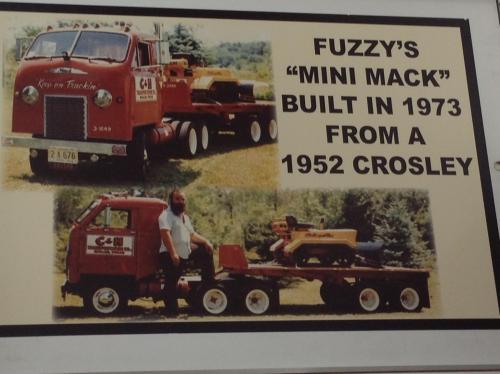 FUZZY'S
"MINI MACK"
BUILT IN 1973
FROM A
1952 CROSLEY
Keep on Truckin
C&H
C&H